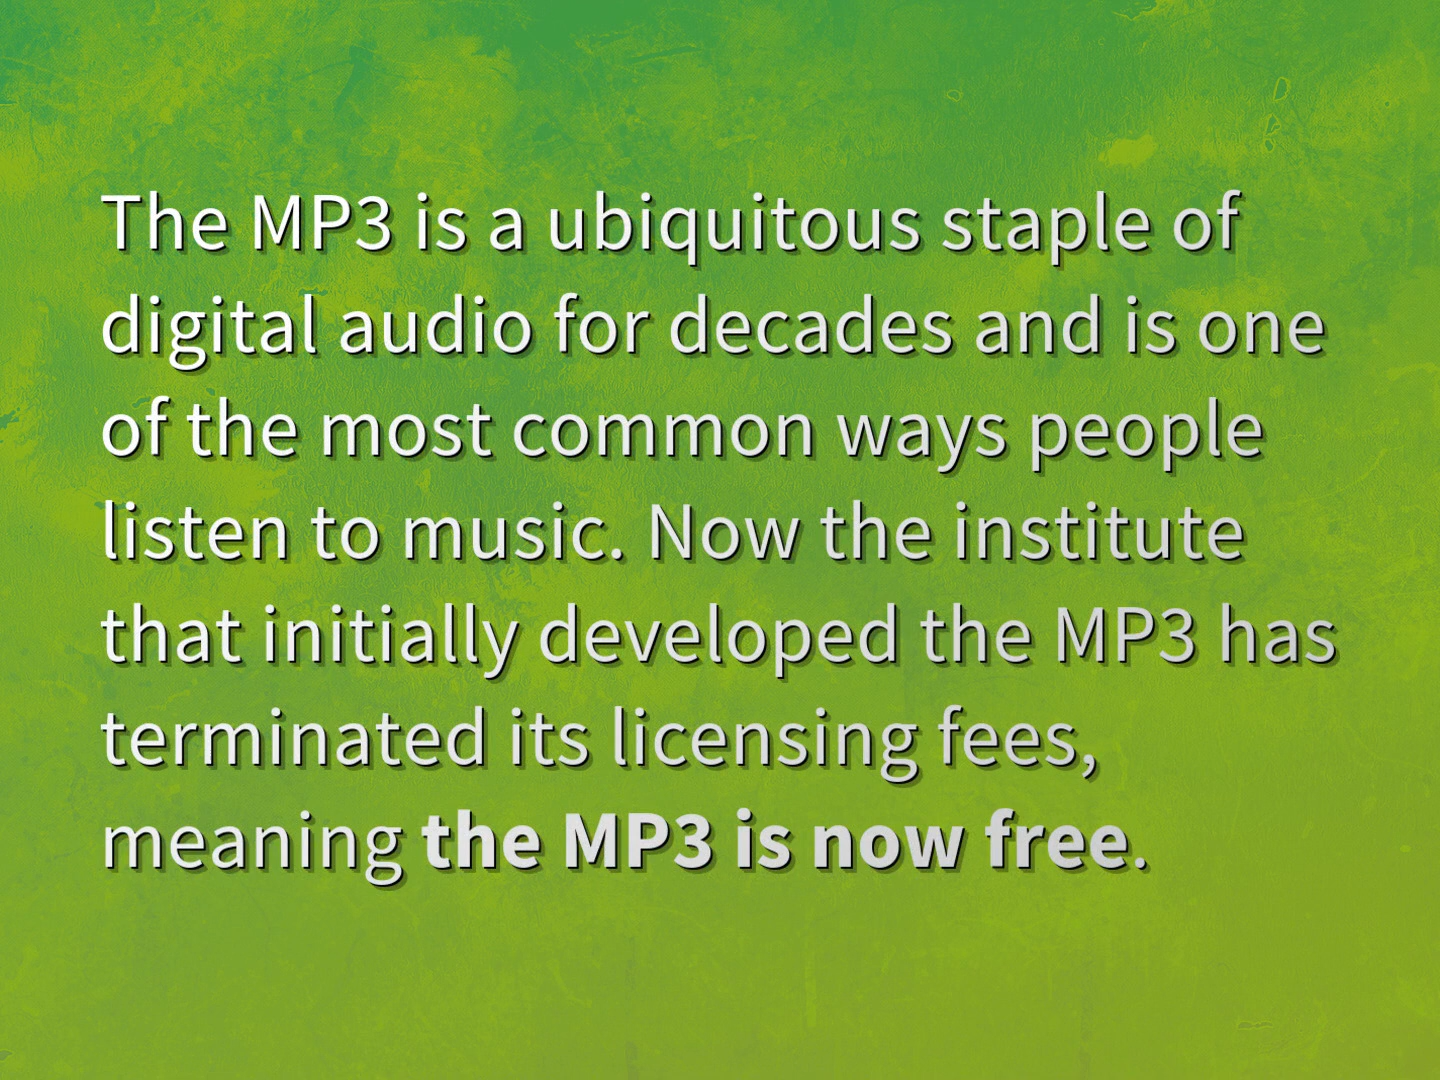 The MP3 is a ubiquitous staple of
digital audio for decades and is one
of the most common ways people
listen to music. Now the institute
that initially developed the MP3 has
terminated its licensing fees,
meaning the MP3 is now free.